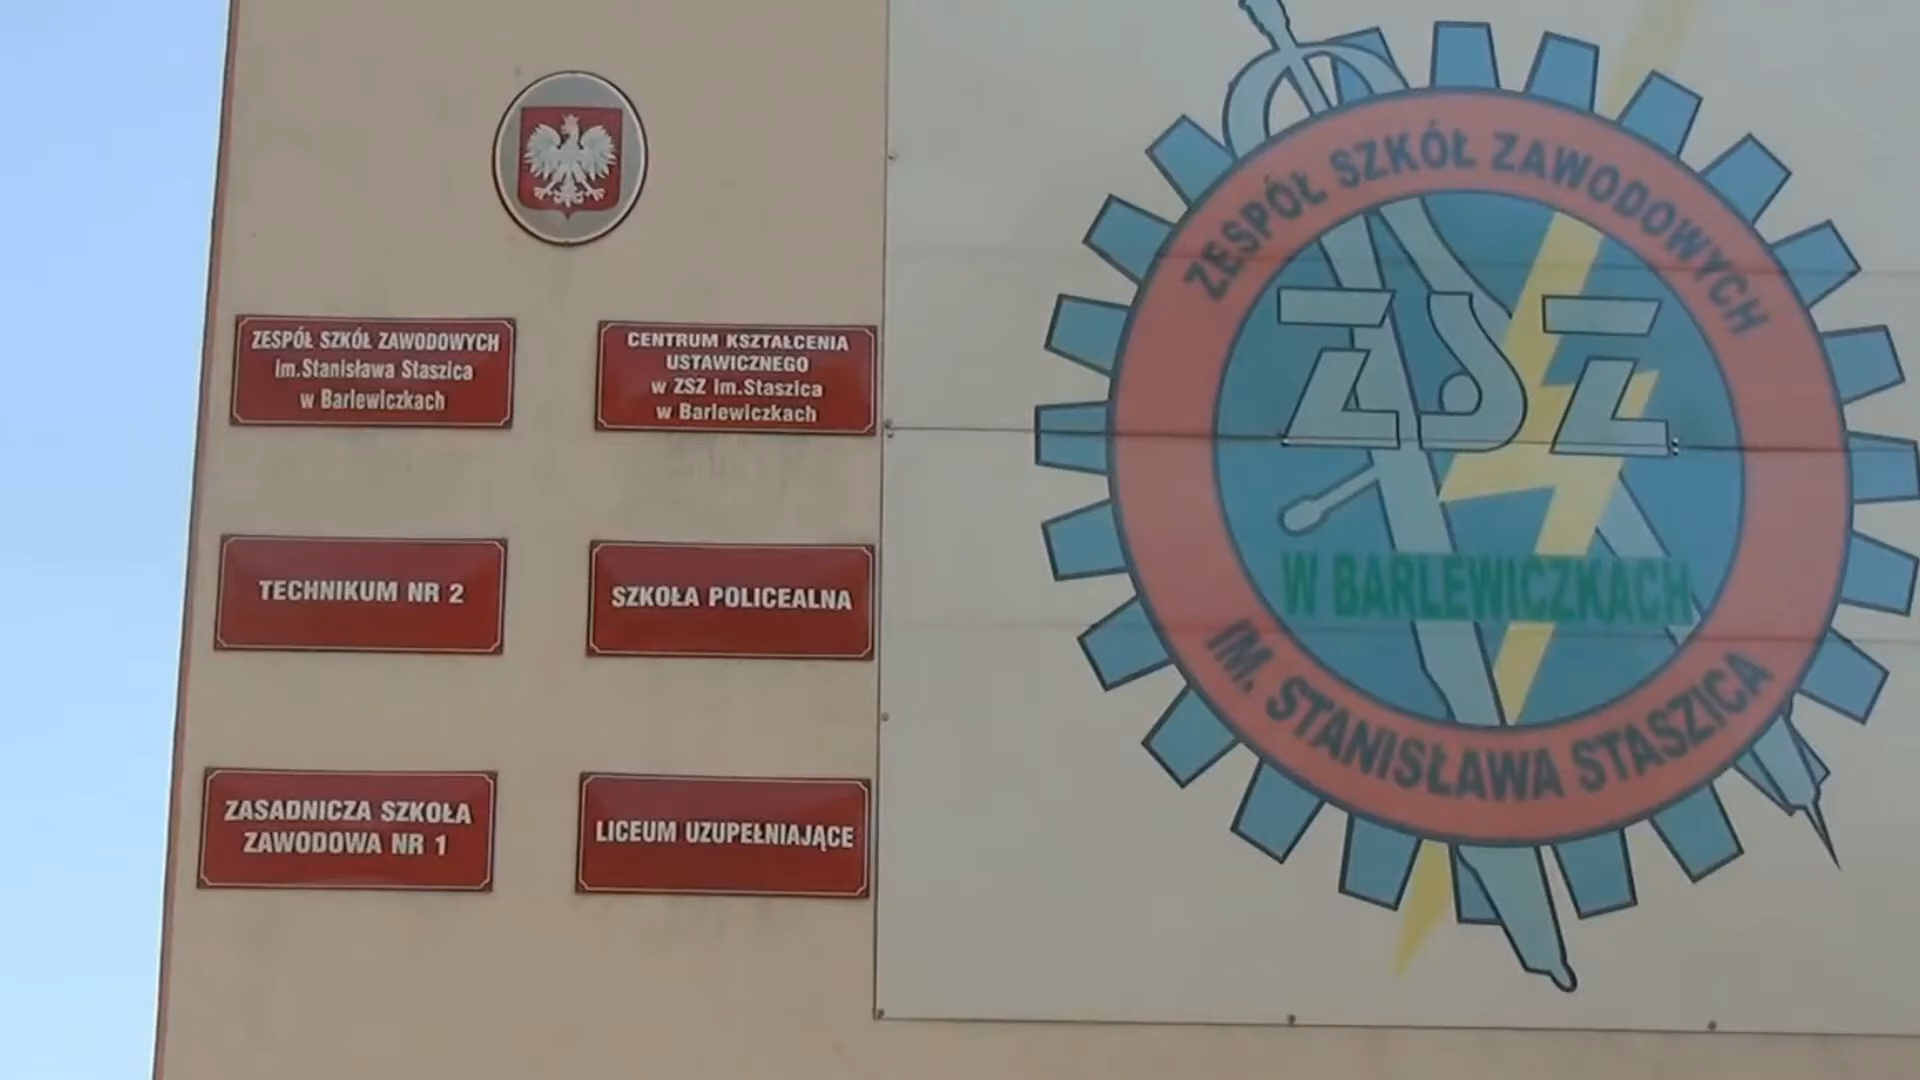 ZESPÓŁ SZKÓŁ ZAWODOWYCH
im.Stanisława Staszica
w Barlewiczkach
CENTRUM KSZTAŁCENIA
USTAWICZNEGO
w ZSZ im.Staszica
w Barlewiczkach
TECHNIKUM NR 2
SZKOŁA POLICEALNA
ZASADNICZA SZKOŁA
ZAWODOWA NR 1
LICEUM UZUPEŁNIAJĄCE
ZESPÓŁ SZKÓŁ ZAWODOWYCH
ZSZ
W BARLEWICZKACH
IM. STANISŁAWA STASZICA